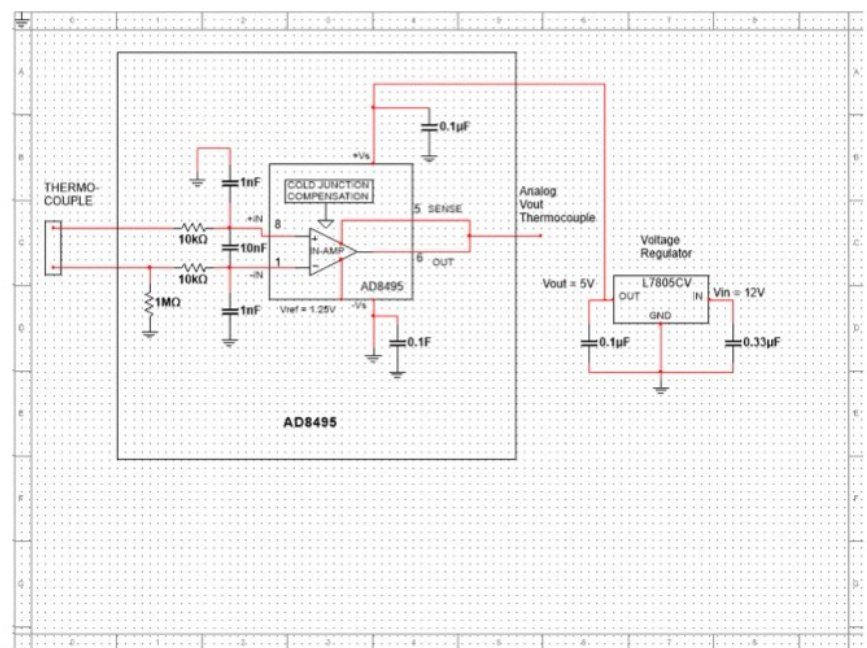 THERMO-
COUPLE
1nF
+Vs
0.1µF
COLD JUNCTION
COMPENSATION
+IN
8
10kΩ
10nF
IN-AMP
5
SENSE
6
OUT
Analog
Vout
Thermocouple
10kΩ
1
-IN
AD8495
1MΩ
1nF
Vref = 1.25V
-Vs
0.1F
AD8495
Voltage
Regulator
Vout = 5V
L7805CV
OUT
IN
Vin = 12V
GND
0.1µF
0.33µF